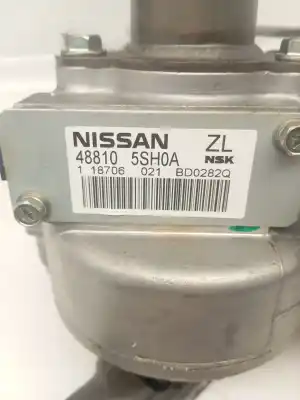 NISSAN ZL
48810 5SH0A NSK
1 18706 021 BD0282Q